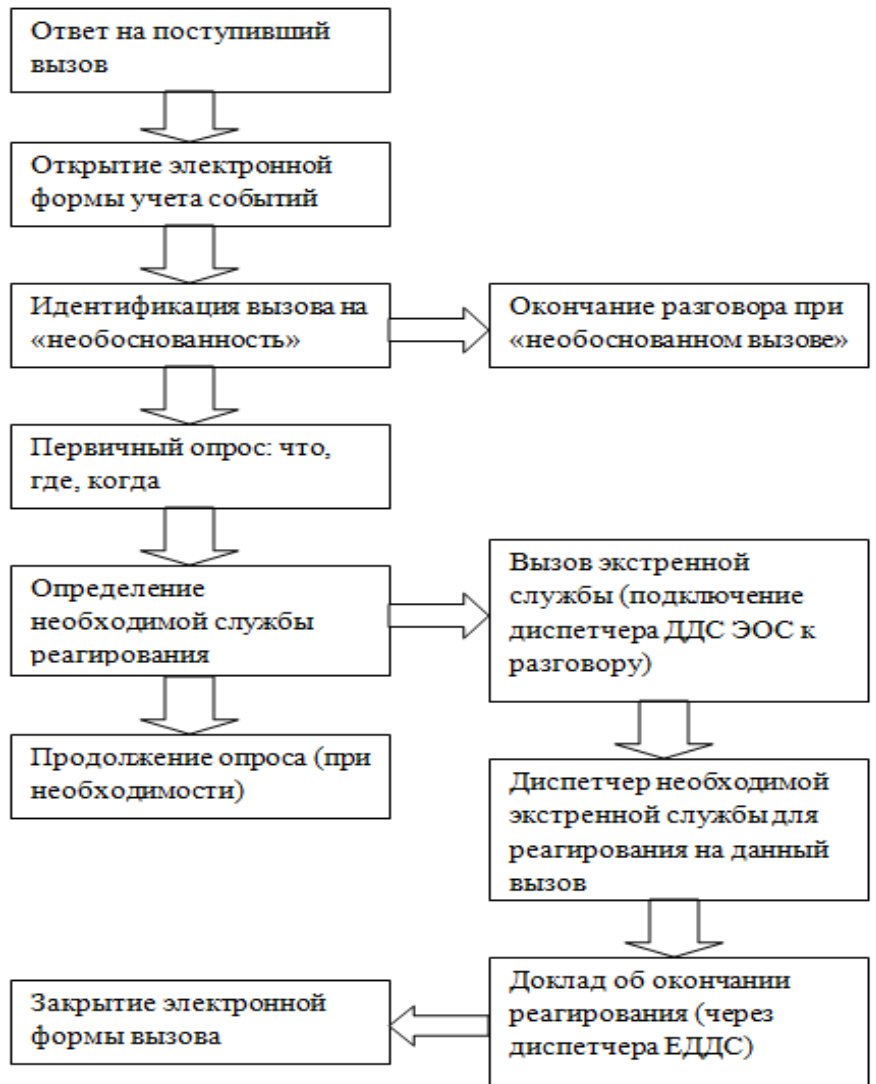 Ответ на поступивший
вызов
Открытие электронной
формы учета событий
Идентификация вызова на
«необоснованность»
Окончание разговора при
«необоснованном вызове»
Первичный опрос: что,
где, когда
Определение
необходимой службы
реагирования
Вызов экстренной
службы (подключение
диспетчера ДДС ЭОС к
разговору)
Продолжение опроса (при
необходимости)
Диспетчер необходимой
экстренной службы для
реагирования на данный
вызов
Доклад об окончании
реагирования (через
диспетчера ЕДДС)
Закрытие электронной
формы вызова